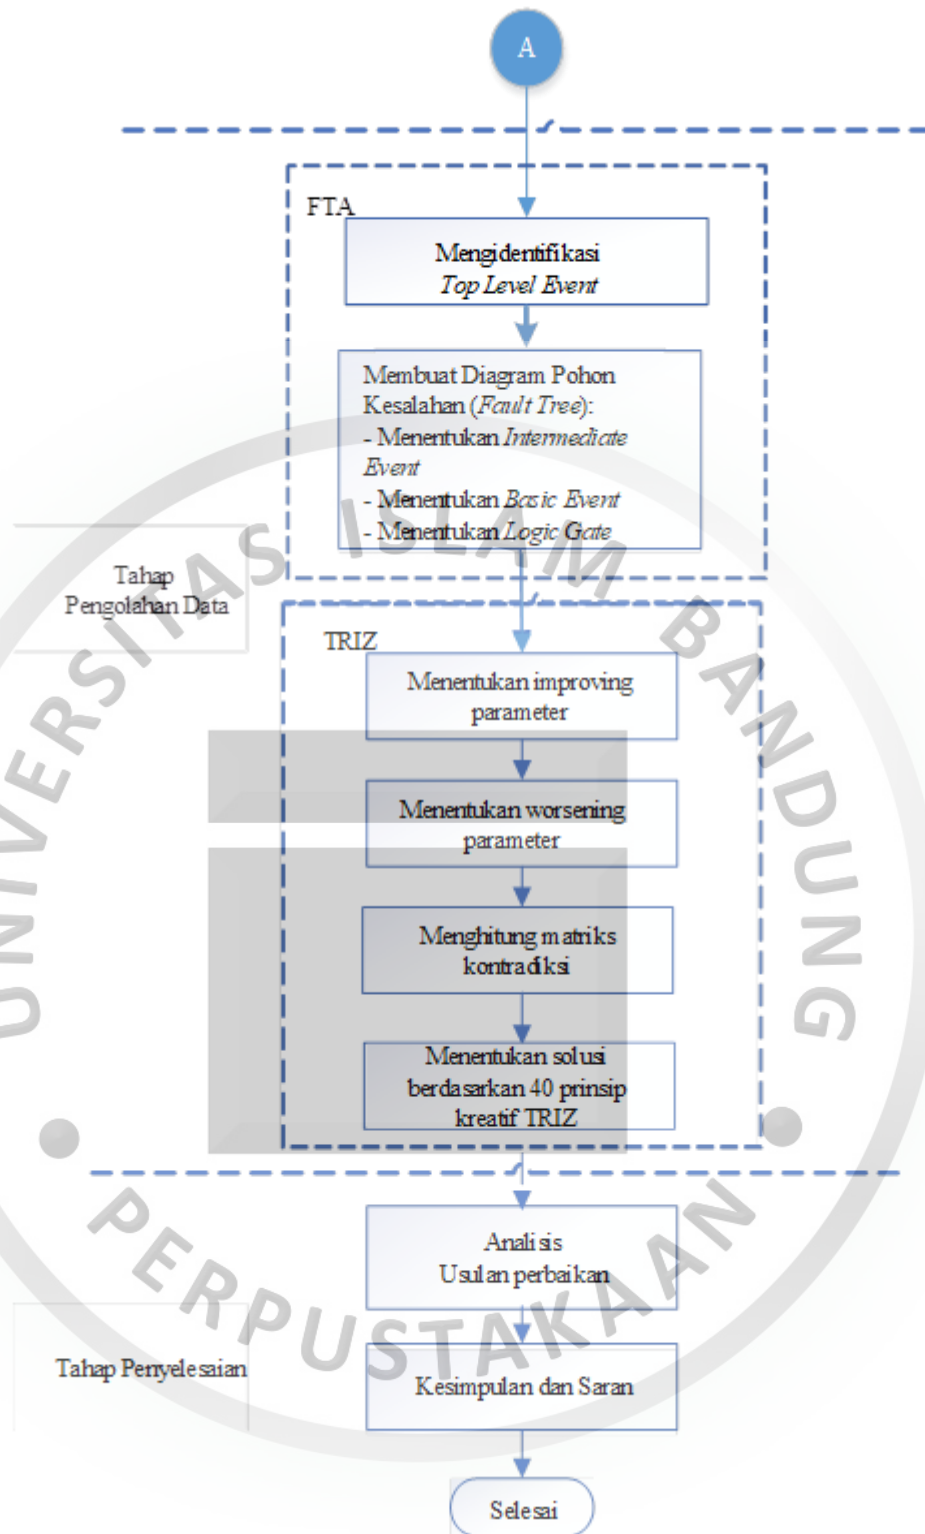 A
FTA
Mengidentifikasi
Top Level Event
Membuat Diagram Pohon
Kesalahan (Fault Tree):
- Menentukan Intermediate
Event
- Menentukan Basic Event
- Menentukan Logic Gate
Tahap
Pengolahan Data
TRIZ
Menentukan improving
parameter
Menentukan worsening
parameter
Menghitung matriks
kontradiksi
Menentukan solusi
berdasarkan 40 prinsip
kreatif TRIZ
Analisis
Usulan perbaikan
Tahap Penyelesaian
Kesimpulan dan Saran
Selesai
UNIVERSITAS ISLAM BANDUNG
PERPUSTAKAAN